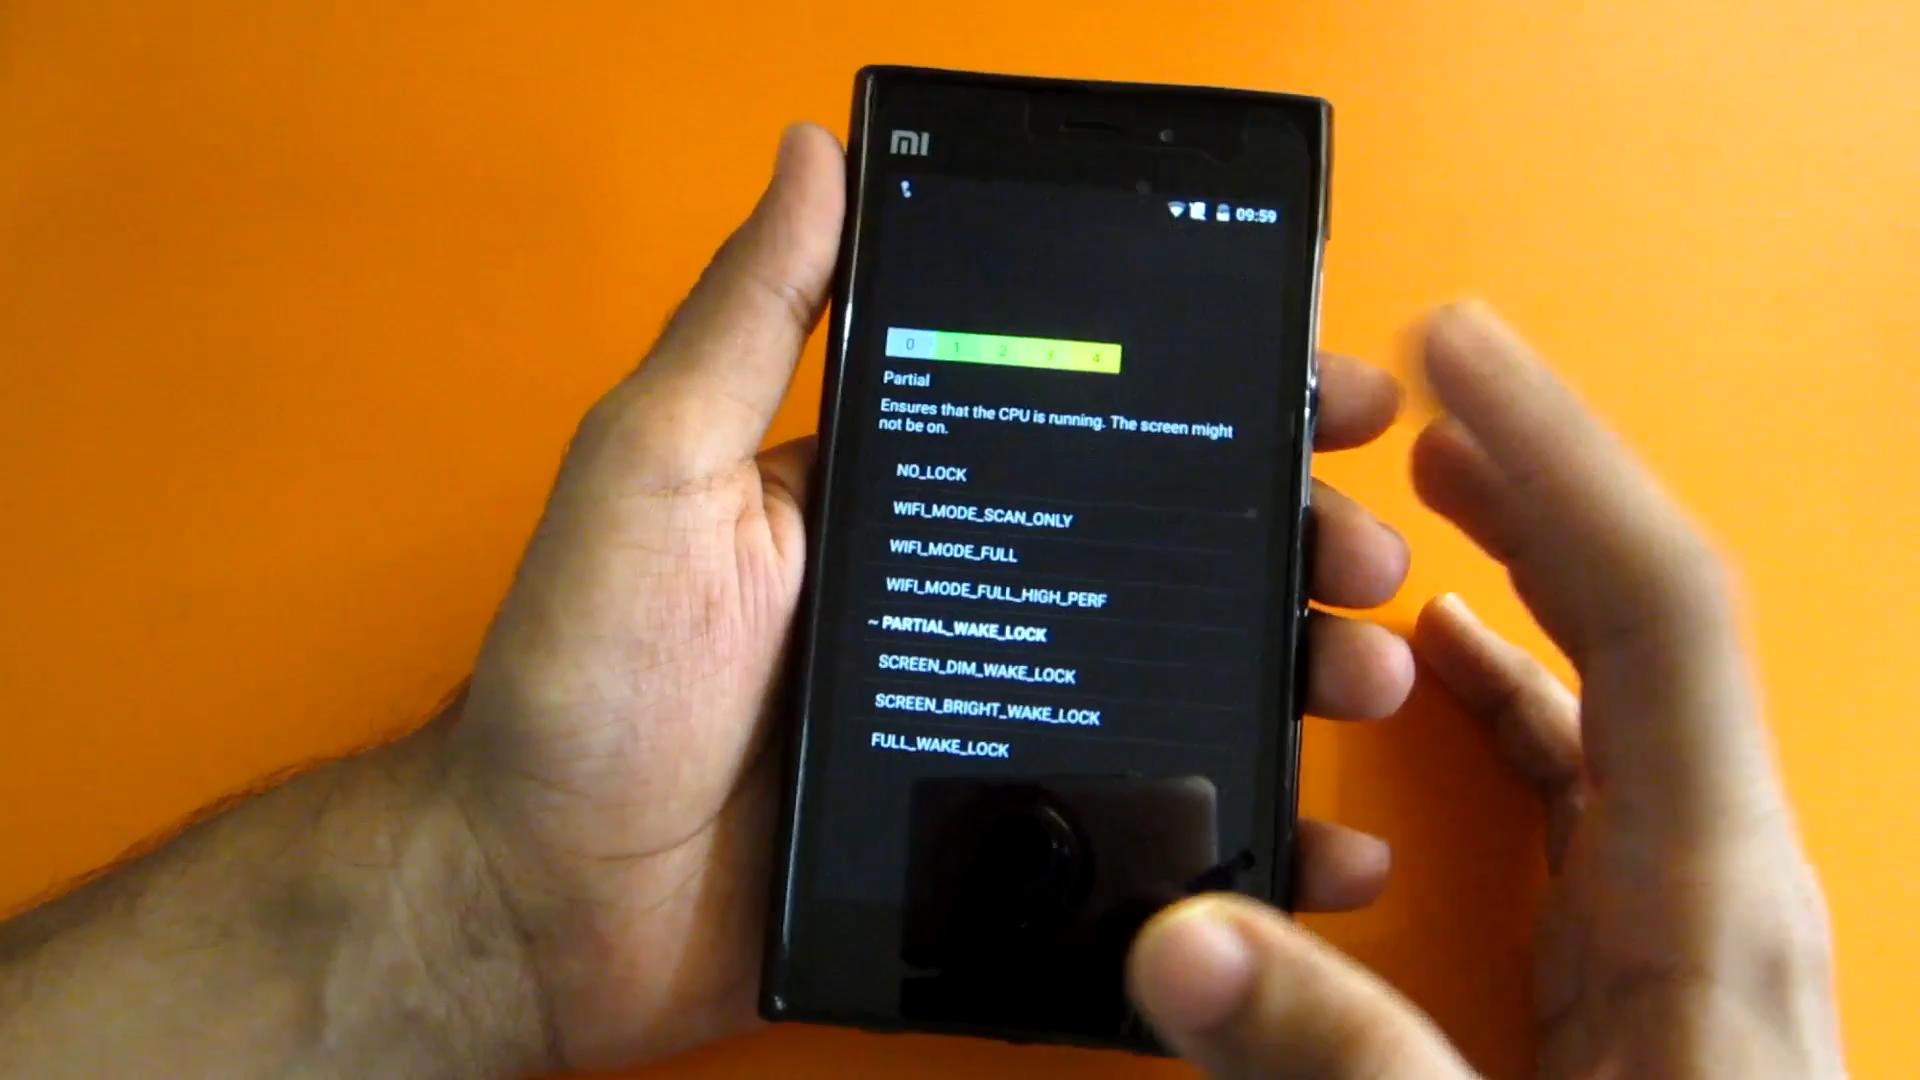 mi
09:59
0 1 2 3 4
Partial
Ensures that the CPU is running. The screen might
not be on.
NO_LOCK
WIFI_MODE_SCAN_ONLY
WIFI_MODE_FULL
WIFI_MODE_FULL_HIGH_PERF
~ PARTIAL_WAKE_LOCK
SCREEN_DIM_WAKE_LOCK
SCREEN_BRIGHT_WAKE_LOCK
FULL_WAKE_LOCK